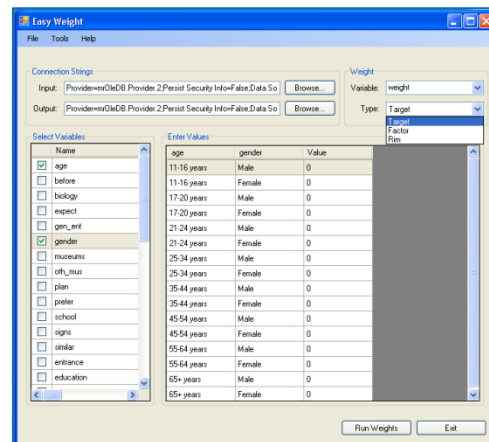 Easy Weight
File Tools Help
Connection Strings
Input: Provider=mrOleDB.Provider.2;Persist Security Info=False;Data So Browse...
Output: Provider=mrOleDB.Provider.2;Persist Security Info=False;Data So Browse...
Weight
Variable: weight
Type: Target
Target
Factor
Rim
Select Variables
Name
age
before
biology
expect
gen_ent
gender
museums
oth_mus
plan
prefer
school
signs
similar
entrance
education
Enter Values
age gender Value
11-16 years Male 0
11-16 years Female 0
17-20 years Male 0
17-20 years Female 0
21-24 years Male 0
21-24 years Female 0
25-34 years Male 0
25-34 years Female 0
35-44 years Male 0
35-44 years Female 0
45-54 years Male 0
45-54 years Female 0
55-64 years Male 0
55-64 years Female 0
65+ years Male 0
65+ years Female 0
Run Weights Exit